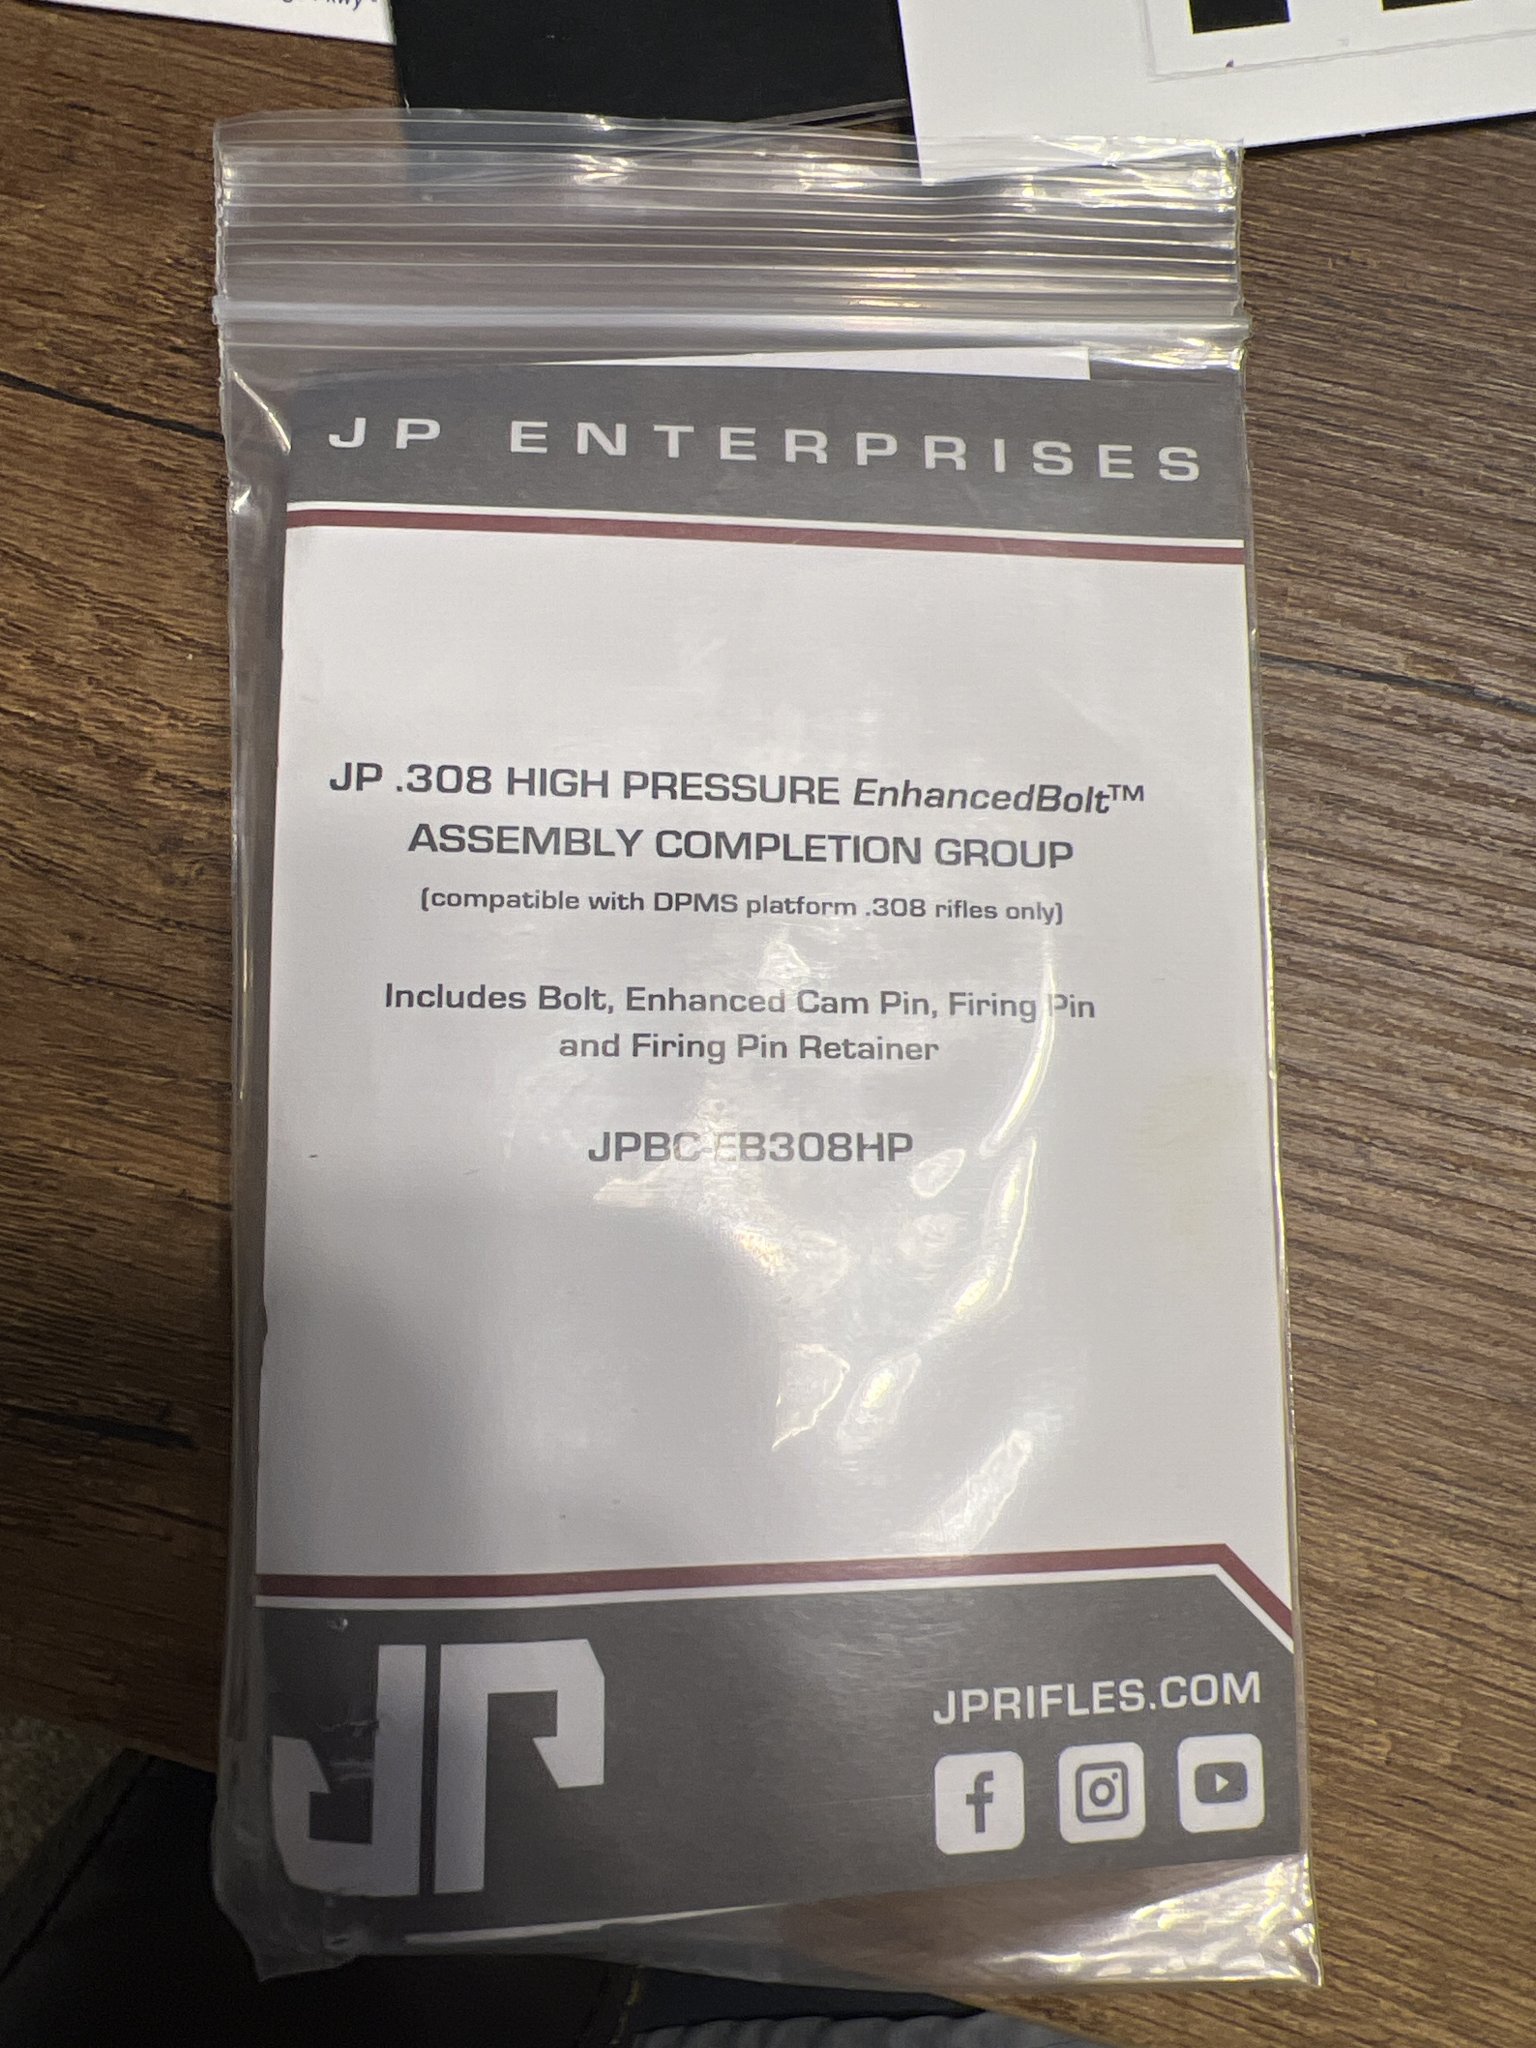 JP ENTERPRISES
JP .308 HIGH PRESSURE EnhancedBolt™
ASSEMBLY COMPLETION GROUP
(compatible with DPMS platform .308 rifles only)
Includes Bolt, Enhanced Cam Pin, Firing Pin
and Firing Pin Retainer
JPBC-EB308HP
JP
JPRIFLES.COM